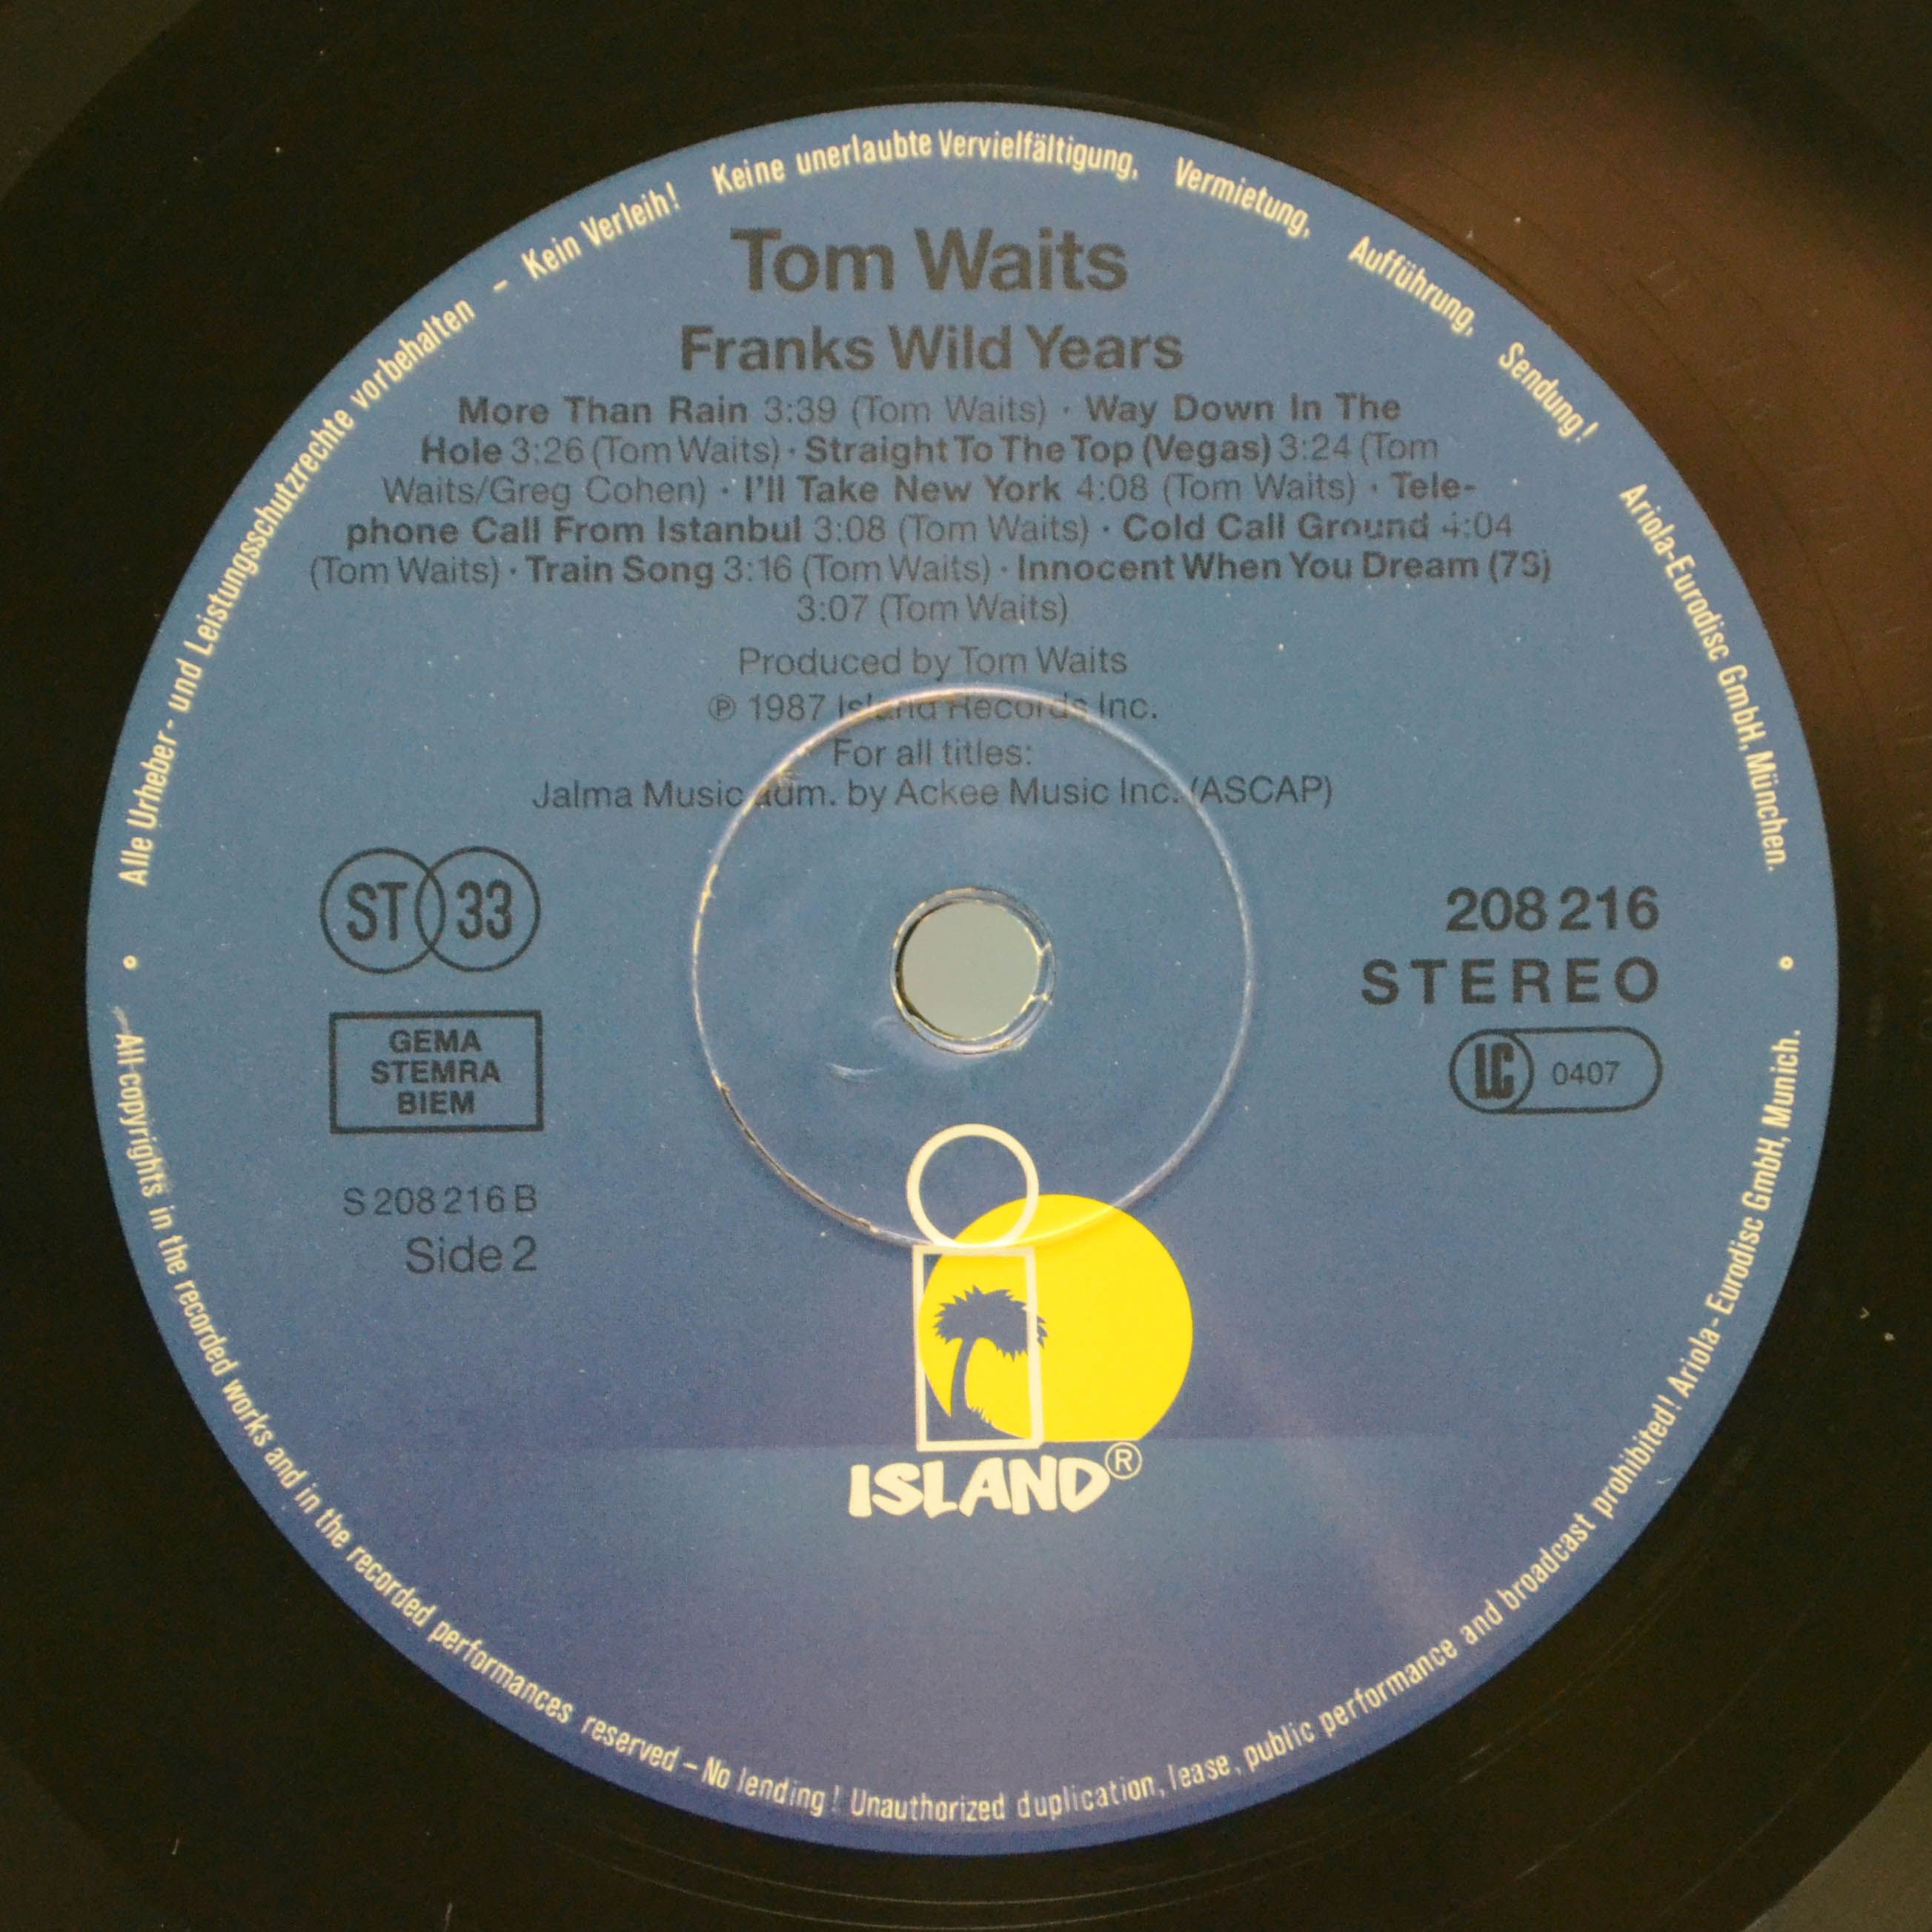 Alle Urheber- und Leistungsschutzrechte vorbehalten – Kein Verleih! Keine unerlaubte Vervielfältigung, Vermietung, Aufführung, Sendung! Ariola-Eurodisc GmbH, München.
Tom Waits
Franks Wild Years
More Than Rain 3:39 (Tom Waits) · Way Down In The
Hole 3:26 (Tom Waits) · Straight To The Top (Vegas) 3:24 (Tom
Waits/Greg Cohen) · I'll Take New York 4:08 (Tom Waits) · Tele-
phone Call From Istanbul 3:08 (Tom Waits) · Cold Call Ground 4:04
(Tom Waits) · Train Song 3:16 (Tom Waits) · Innocent When You Dream (78)
3:07 (Tom Waits)
Produced by Tom Waits
℗ 1987 Island Records Inc.
For all titles:
Jalma Music adm. by Ackee Music Inc. (ASCAP)
ST 33
GEMA
STEMRA
BIEM
S 208 216 B
Side 2
208 216
STEREO
LC 0407
ISLAND®
All copyrights in the recorded works and in the recorded performances reserved – No lending! Unauthorized duplication, lease, public performance and broadcast prohibited! Ariola-Eurodisc GmbH, Munich.